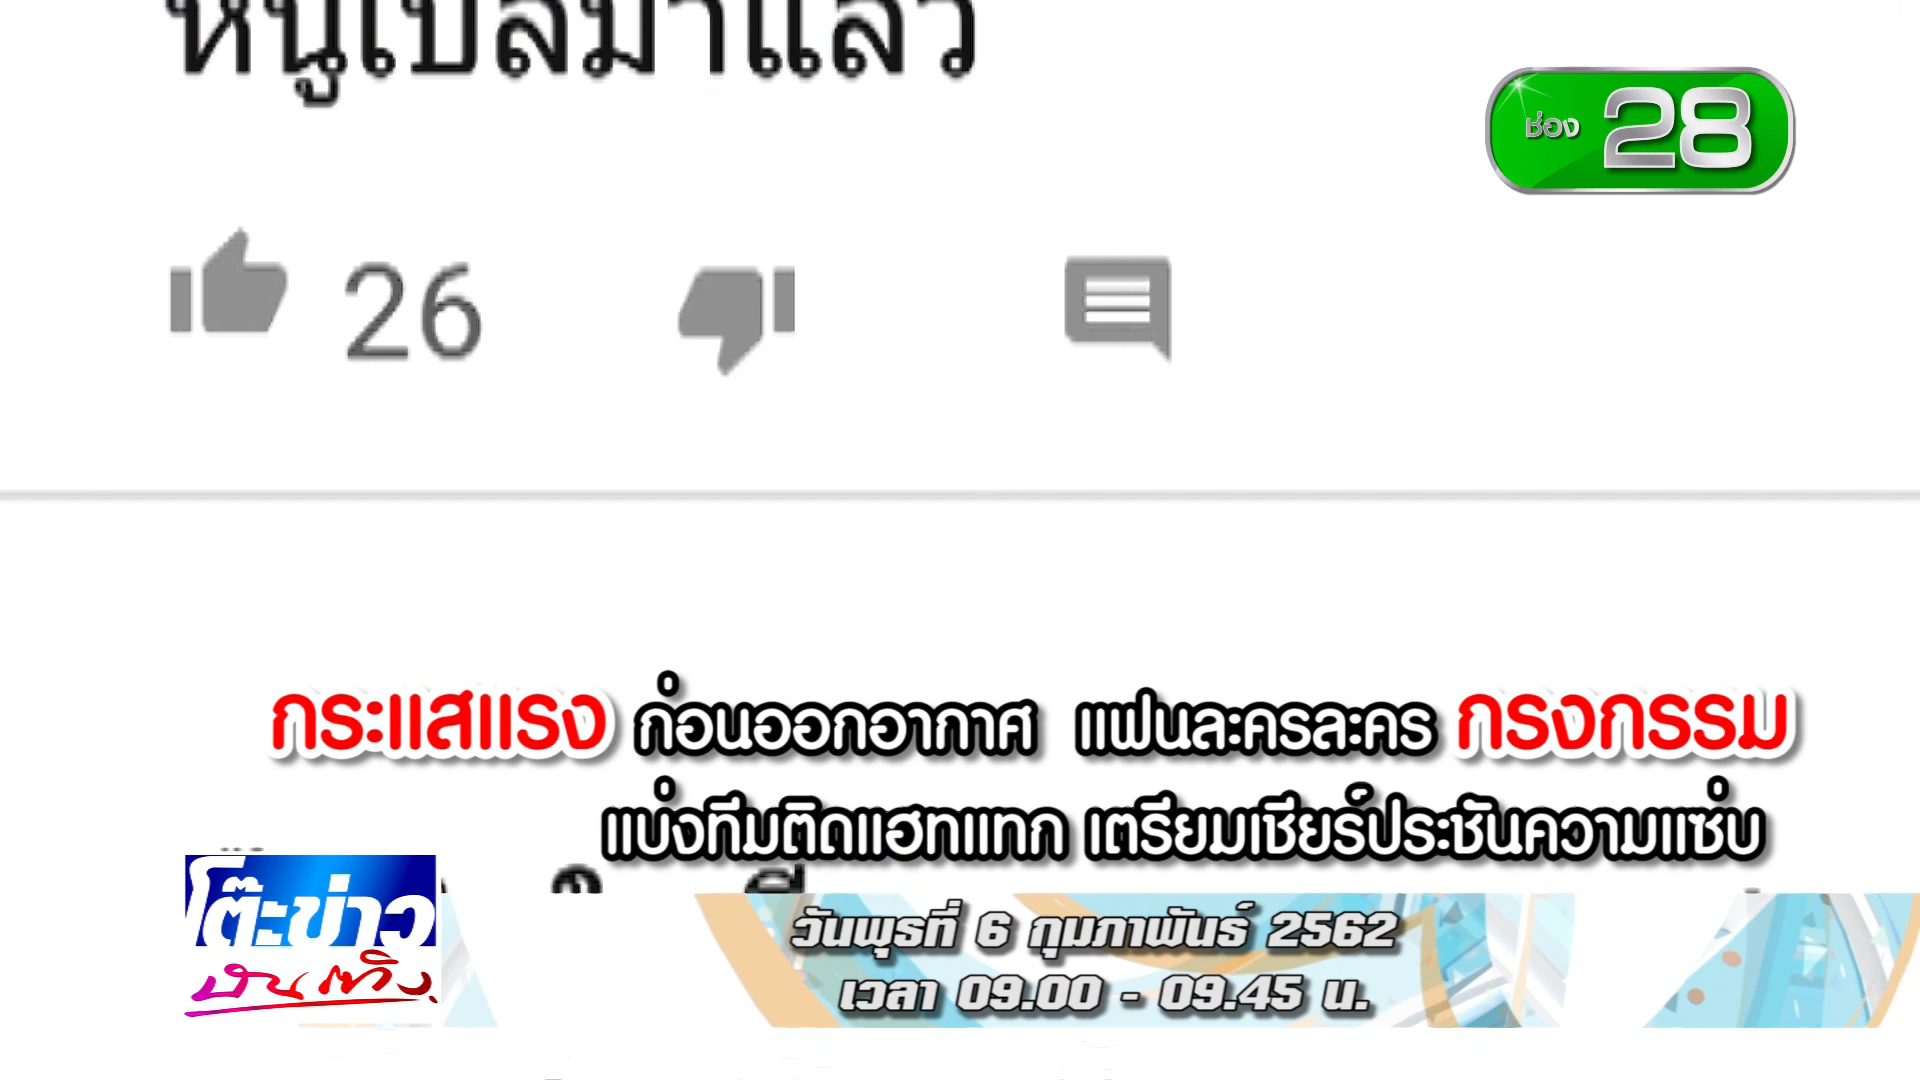 หนูเปิ้ลมาแล้ว
ช่อง 28
26
กระแสแรง ก่อนออกอากาศ แฟนละครละคร กรงกรรม
แบ่งทีมติดแฮทแทก เตรียมเชียร์ประชันความแซ่บ
โต๊ะข่าว
บันเทิง
วันพุธที่ 6 กุมภาพันธ์ 2562
เวลา 09.00 - 09.45 น.